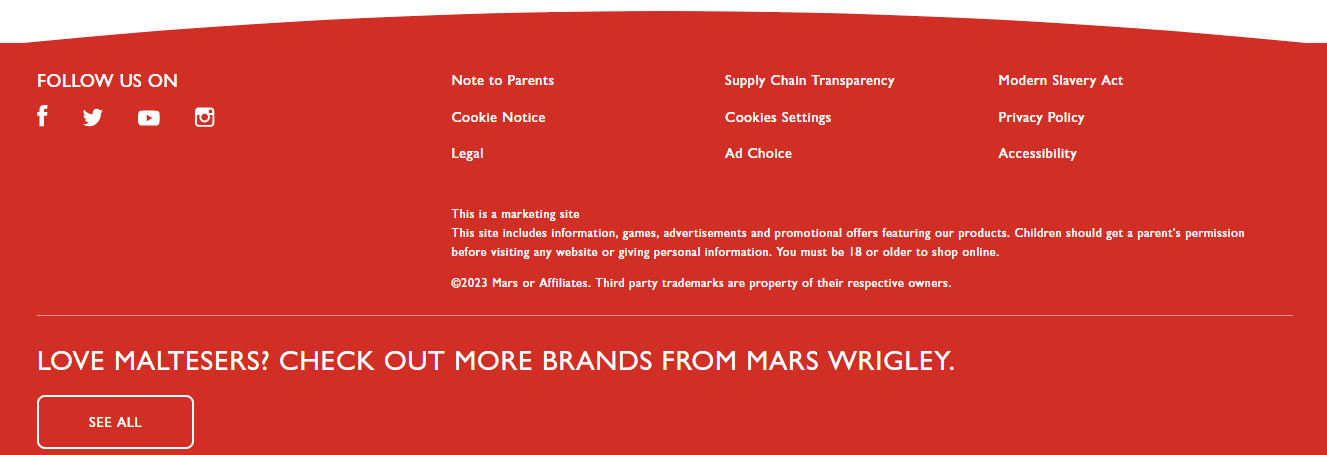 FOLLOW US ON
Note to Parents
Supply Chain Transparency
Modern Slavery Act
Cookie Notice
Cookies Settings
Privacy Policy
Legal
Ad Choice
Accessibility
This is a marketing site
This site includes information, games, advertisements and promotional offers featuring our products. Children should get a parent's permission
before visiting any website or giving personal information. You must be 18 or older to shop online.
©2023 Mars or Affiliates. Third party trademarks are property of their respective owners.
LOVE MALTESERS? CHECK OUT MORE BRANDS FROM MARS WRIGLEY.
SEE ALL